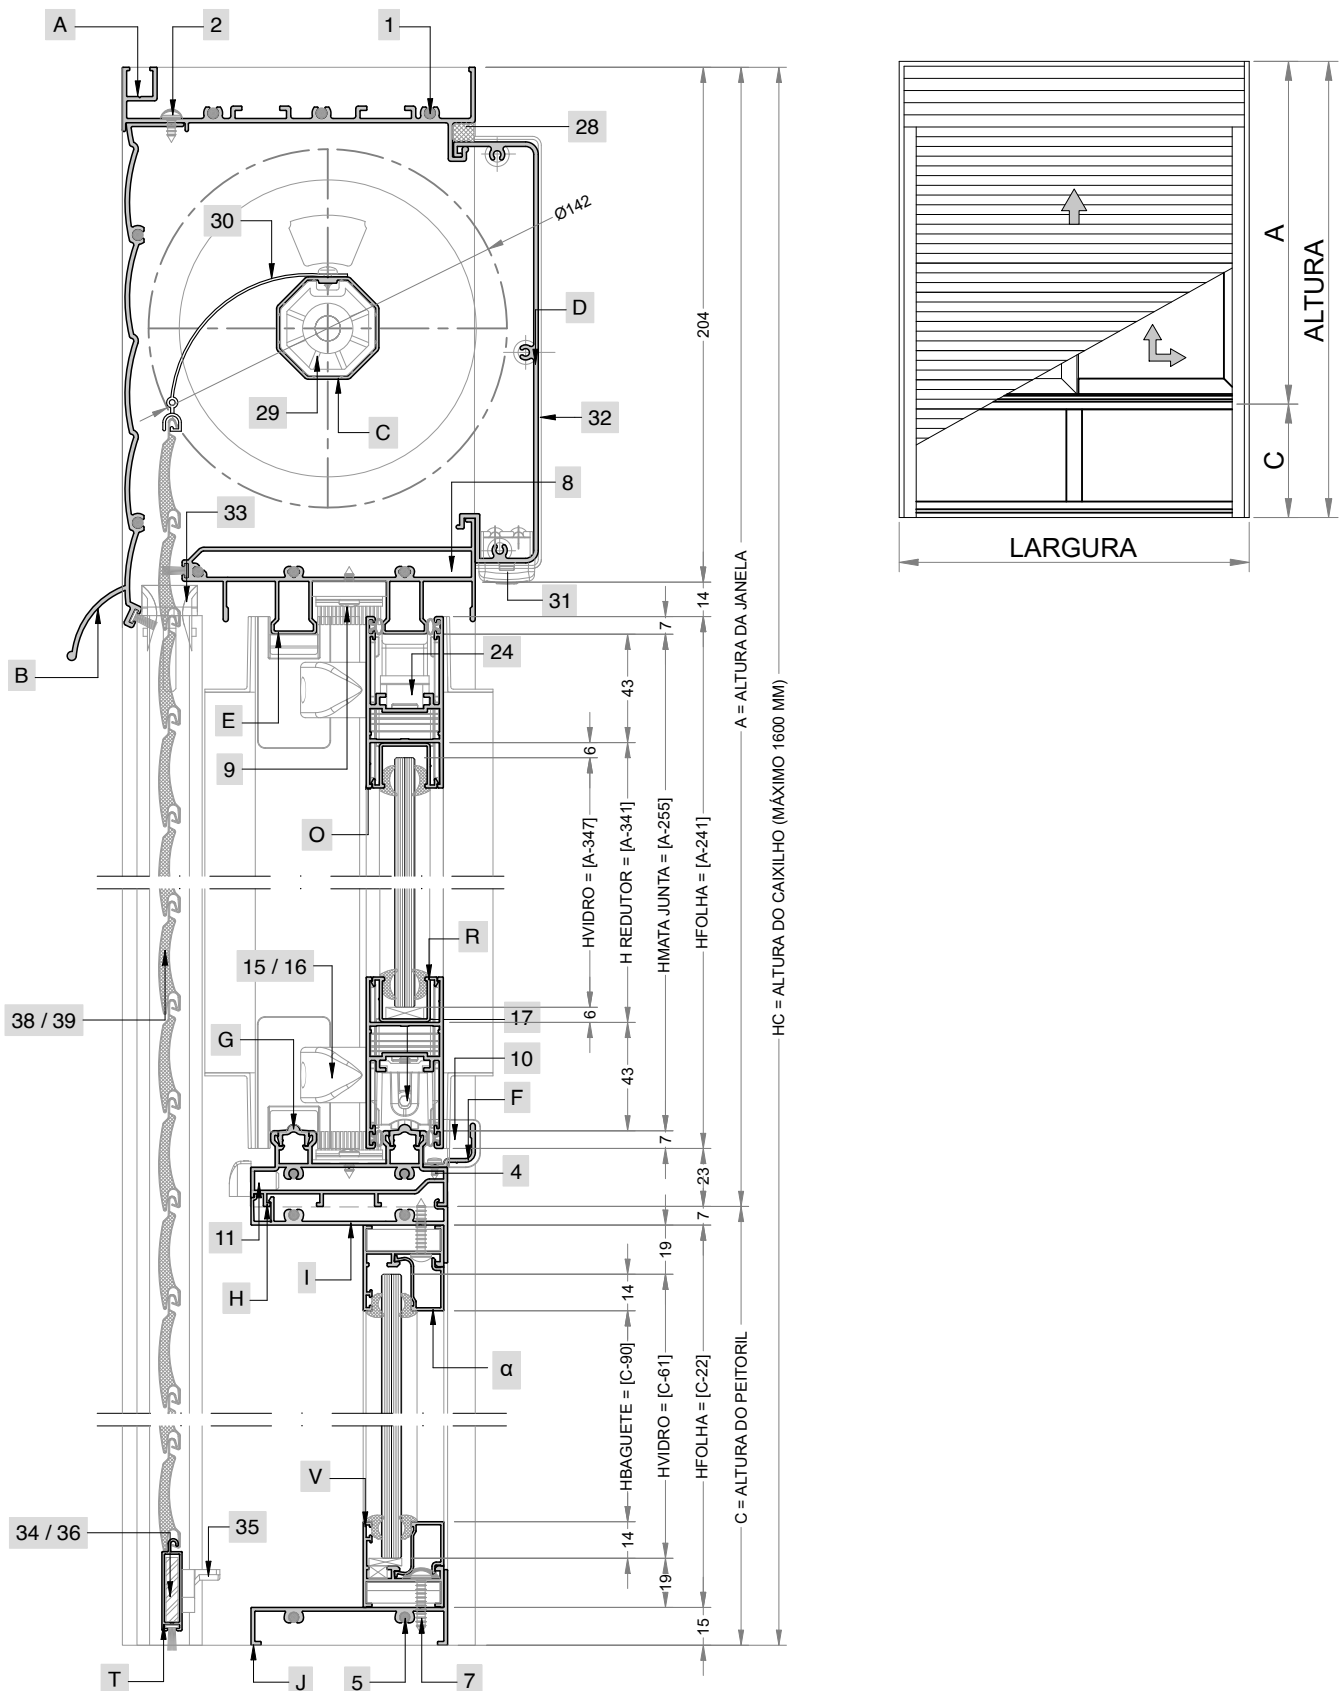 A
2
1
28
30
Ø142
D
29
C
32
8
33
31
B
24
E
9
O
R
15 / 16
17
38 / 39
G
10
F
4
11
I
H
α
V
34 / 36
35
T
J
5
7
204
14
7
43
6
HVIDRO = [A-347]
H REDUTOR = [A-341]
HMATA JUNTA = [A-255]
HFOLHA = [A-241]
6
43
7
23
7
19
14
HBAGUETE = [C-90]
HVIDRO = [C-61]
HFOLHA = [C-22]
14
19
15
A = ALTURA DA JANELA
C = ALTURA DO PEITORIL
HC = ALTURA DO CAIXILHO (MÁXIMO 1600 MM)
A
C
ALTURA
LARGURA